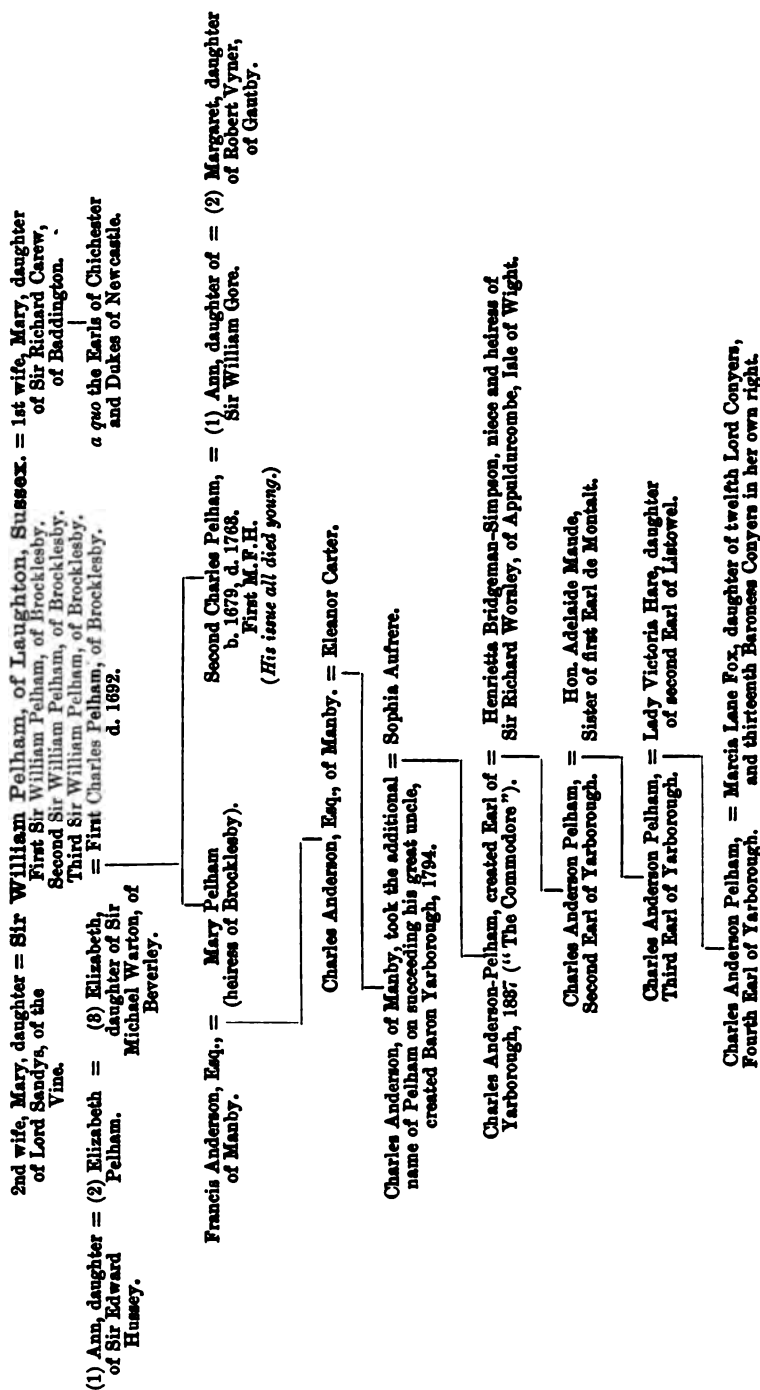 2nd wife, Mary, daughter = Sir William Pelham, of Laughton, Sussex. = 1st wife, Mary, daughter
of Lord Sandys, of the
Vine.
First Sir William Pelham, of Brocklesby.
Second Sir William Pelham, of Brocklesby.
Third Sir William Pelham, of Brocklesby.
of Sir Richard Carew,
of Baddington.
a quo the Earls of Chichester
and Dukes of Newcastle.
(1) Ann, daughter = (2) Elizabeth = (3) Elizabeth, = First Charles Pelham, of Brocklesby.
of Sir Edward
Hussey.
Pelham.
daughter of Sir
Michael Warton, of
Beverley.
d. 1692.
Francis Anderson, Esq., = Mary Pelham
of Manby.
(heiress of Brocklesby).
Second Charles Pelham, = (1) Ann, daughter of = (2) Margaret, daughter
b. 1679, d. 1763.
First M.F.H.
(His issue all died young.)
Sir William Gore.
of Robert Vyner,
of Gautby.
Charles Anderson, Esq., of Manby. = Eleanor Carter.
Charles Anderson, of Manby, took the additional = Sophia Aufrere.
name of Pelham on succeeding his great uncle,
created Baron Yarborough, 1794.
Charles Anderson-Pelham, created Earl of = Henrietta Bridgeman-Simpson, niece and heiress of
Yarborough, 1837 ("The Commodore").
Sir Richard Worsley, of Appuldurcombe, Isle of Wight.
Charles Anderson Pelham, = Hon. Adelaide Maude,
Second Earl of Yarborough. Sister of first Earl de Montalt.
Charles Anderson Pelham, = Lady Victoria Hare, daughter
Third Earl of Yarborough. of second Earl of Listowel.
Charles Anderson Pelham, = Marcia Lane Fox, daughter of twelfth Lord Conyers,
Fourth Earl of Yarborough. and thirteenth Baroness Conyers in her own right.